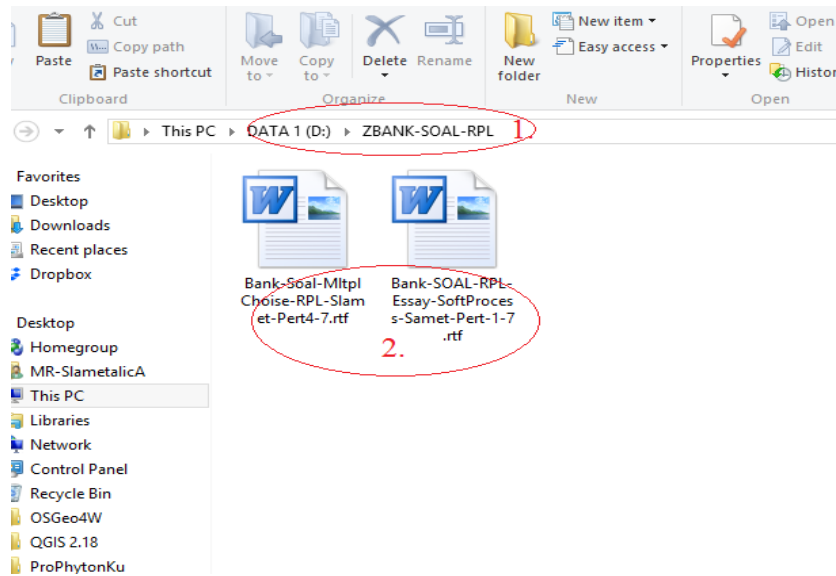 Cut
Copy path
Paste
Paste shortcut
Clipboard
Move
to
Copy
to
Delete
Rename
Organize
New
folder
New item
Easy access
New
Properties
Open
Edit
Histor
Open
This PC
DATA 1 (D:)
ZBANK-SOAL-RPL
1.
Favorites
Desktop
Downloads
Recent places
Dropbox
Desktop
Homegroup
MR-SlametalicA
This PC
Libraries
Network
Control Panel
Recycle Bin
OSGeo4W
QGIS 2.18
ProPhytonKu
Bank-Soal-Mltpl
Choise-RPL-Slam
et-Pert4-7.rtf
Bank-SOAL-RPL-
Essay-SoftProces
s-Samet-Pert-1-7
.rtf
2.